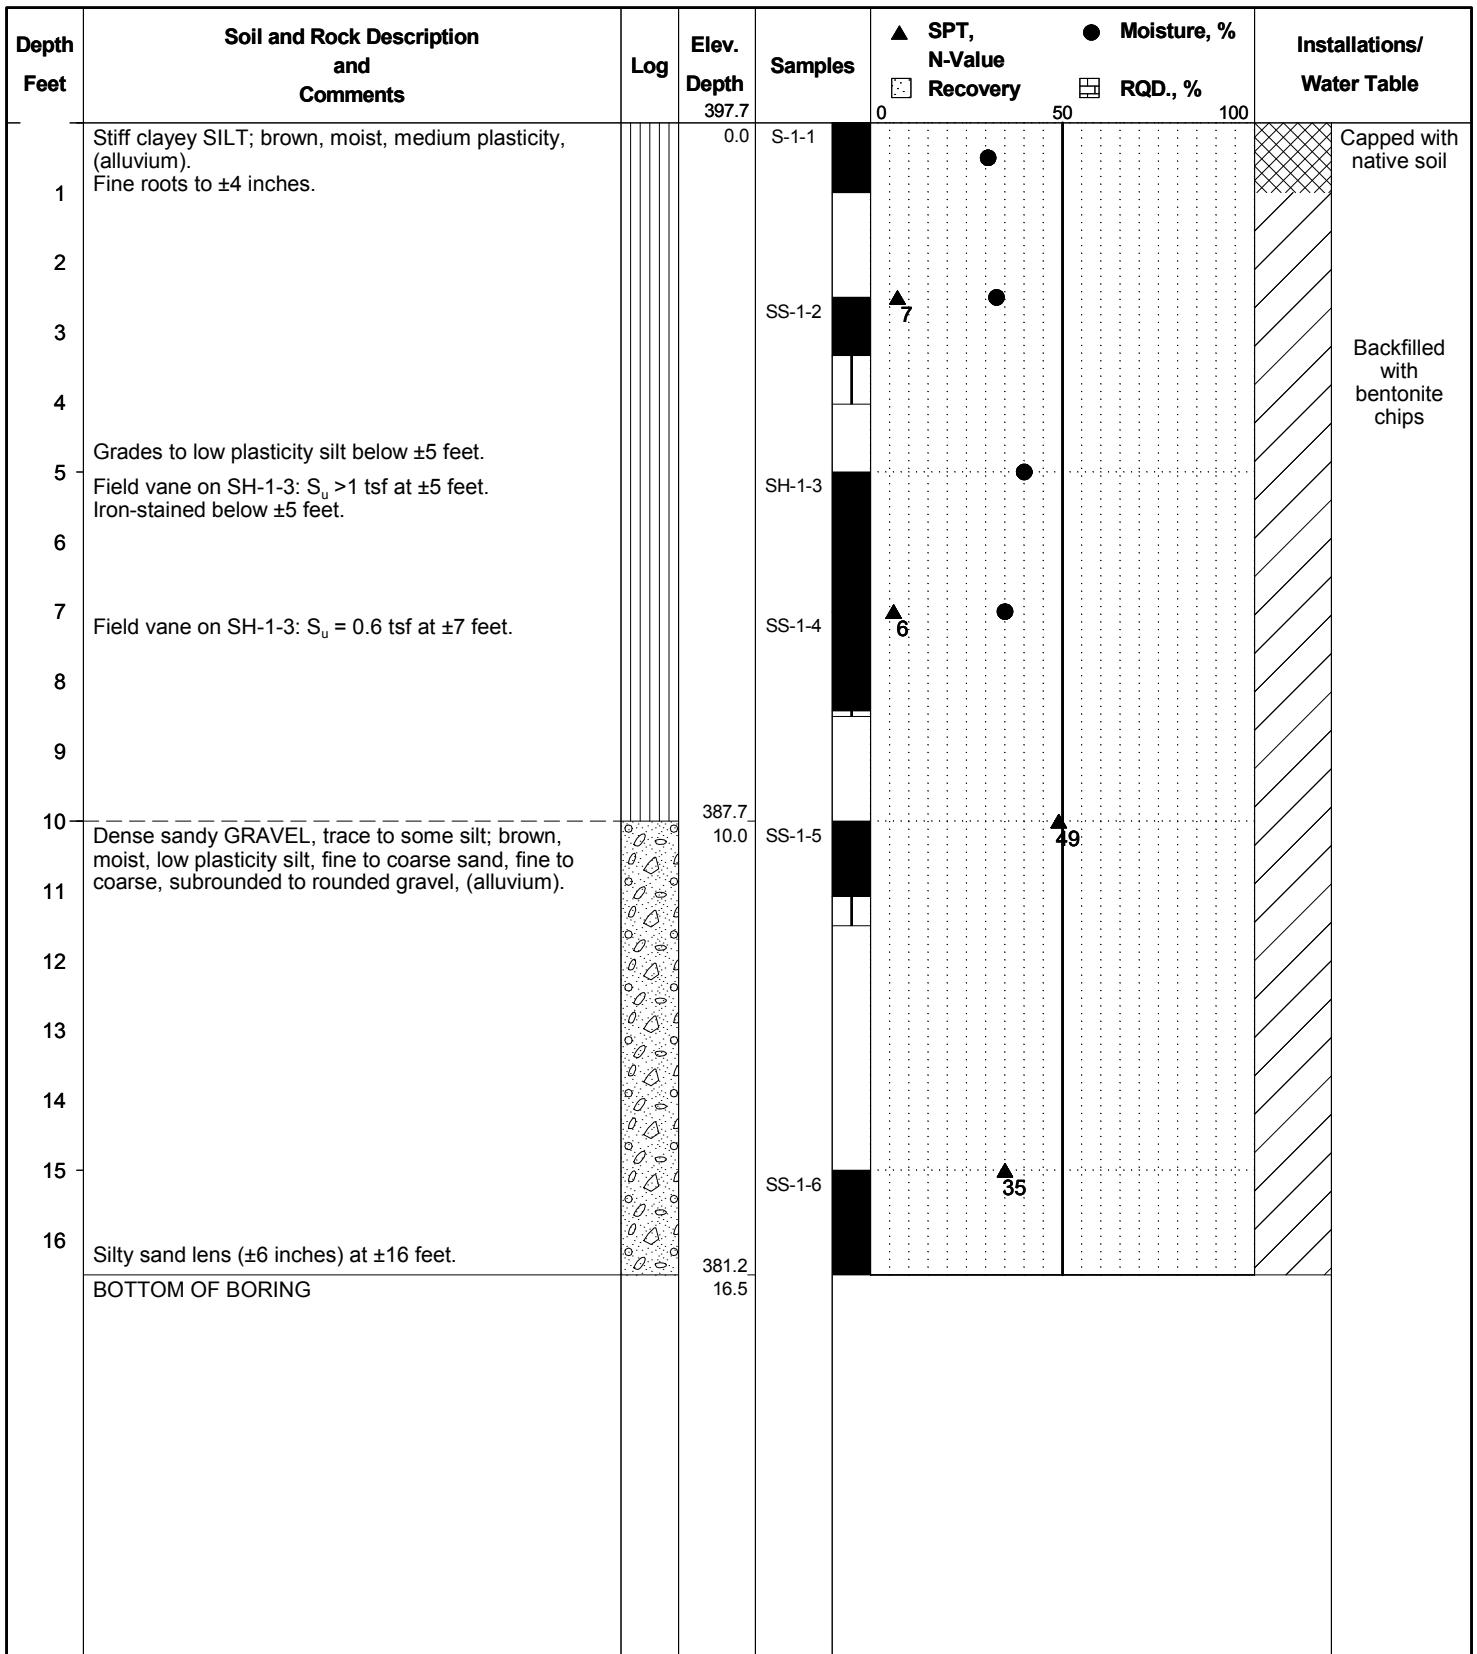 Depth
Feet
Soil and Rock Description
and
Comments
Log
Elev.
Depth
397.7
Samples
▲ SPT,
N-Value
● Moisture, %
Recovery
RQD., %
0 50 100
Installations/
Water Table
Stiff clayey SILT; brown, moist, medium plasticity,
(alluvium).
Fine roots to ±4 inches.
0.0
S-1-1
Capped with
native soil
1
2
SS-1-2
7
3
Backfilled
with
bentonite
chips
4
Grades to low plasticity silt below ±5 feet.
5
Field vane on SH-1-3: Su >1 tsf at ±5 feet.
SH-1-3
Iron-stained below ±5 feet.
6
7
Field vane on SH-1-3: Su = 0.6 tsf at ±7 feet.
SS-1-4
6
8
9
387.7
10
Dense sandy GRAVEL, trace to some silt; brown,
moist, low plasticity silt, fine to coarse sand, fine to
coarse, subrounded to rounded gravel, (alluvium).
10.0
SS-1-5
49
11
12
13
14
15
SS-1-6
35
16
Silty sand lens (±6 inches) at ±16 feet.
381.2
BOTTOM OF BORING
16.5